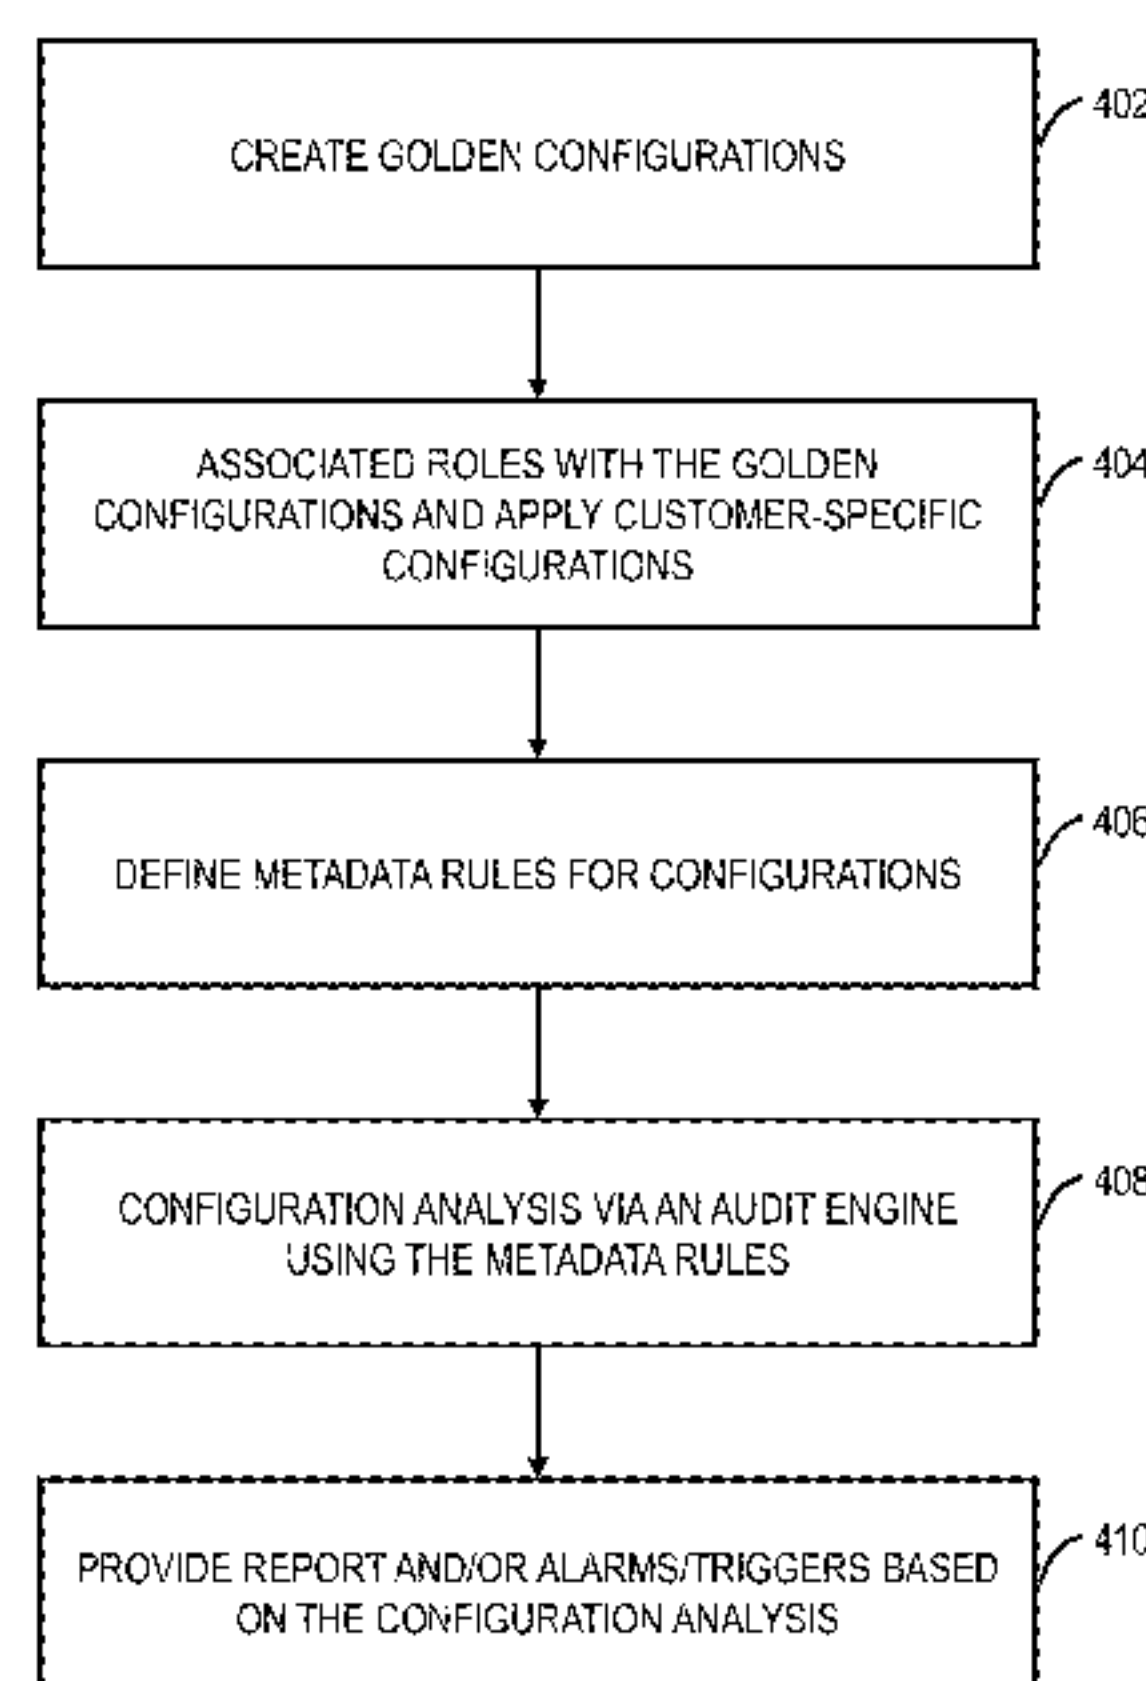 CREATE GOLDEN CONFIGURATIONS
402
ASSOCIATED ROLES WITH THE GOLDEN
CONFIGURATIONS AND APPLY CUSTOMER-SPECIFIC
CONFIGURATIONS
404
DEFINE METADATA RULES FOR CONFIGURATIONS
406
CONFIGURATION ANALYSIS VIA AN AUDIT ENGINE
USING THE METADATA RULES
408
PROVIDE REPORT AND/OR ALARMS/TRIGGERS BASED
ON THE CONFIGURATION ANALYSIS
410